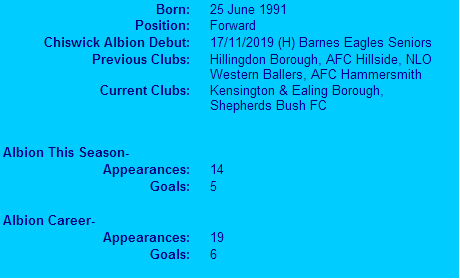 Born: 25 June 1991
Position: Forward
Chiswick Albion Debut: 17/11/2019 (H) Barnes Eagles Seniors
Previous Clubs: Hillingdon Borough, AFC Hillside, NLO
Western Ballers, AFC Hammersmith
Current Clubs: Kensington & Ealing Borough,
Shepherds Bush FC
Albion This Season-
Appearances: 14
Goals: 5
Albion Career-
Appearances: 19
Goals: 6